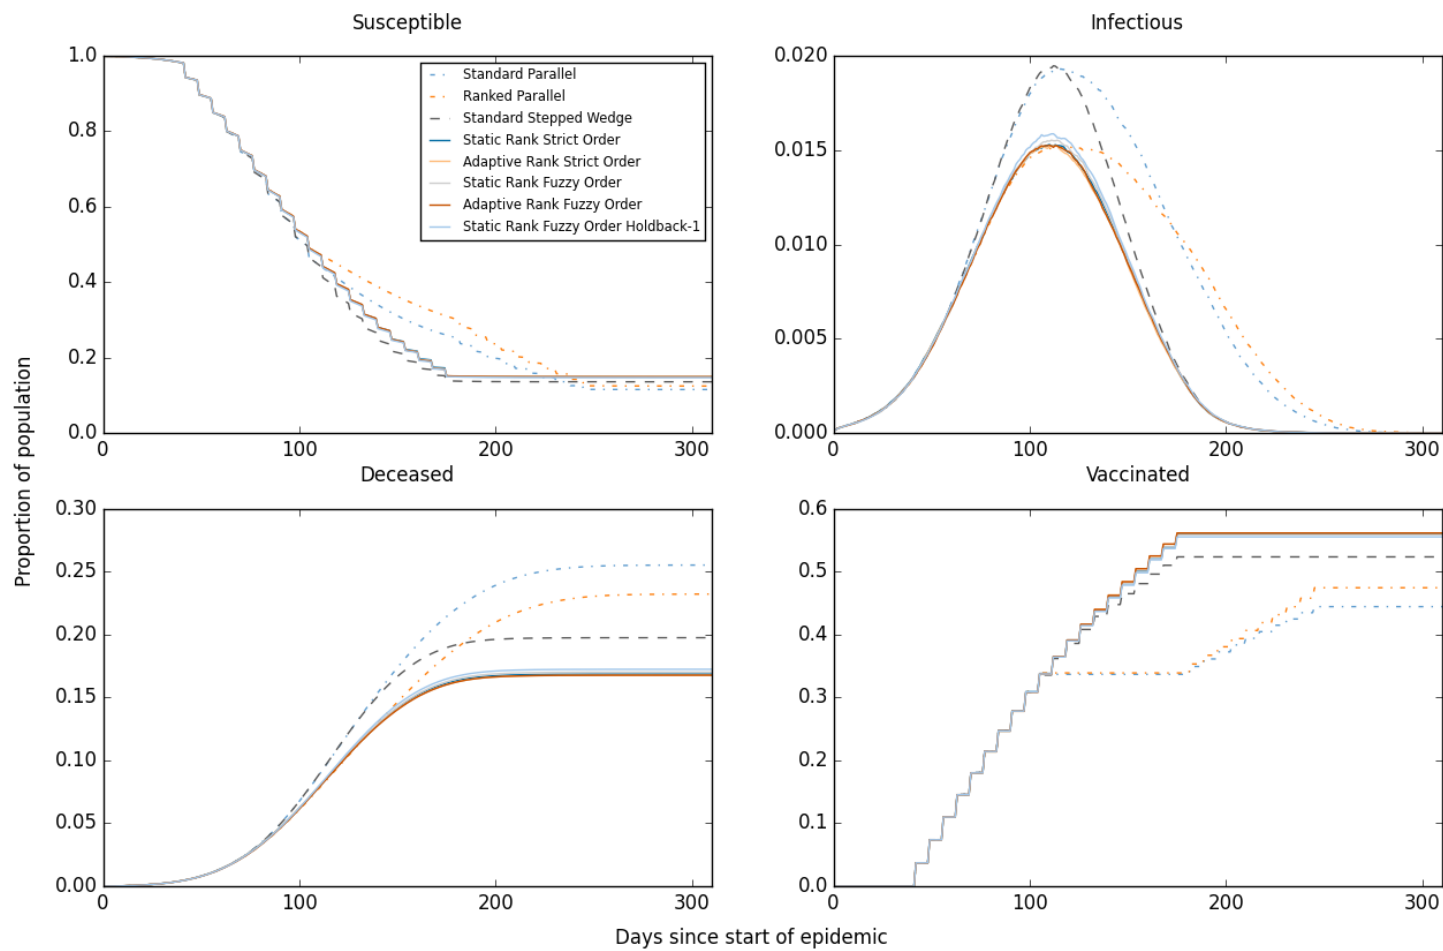 Susceptible
Infectious
1.0
0.8
0.6
0.4
0.2
0.0
0 100 200 300
Standard Parallel
Ranked Parallel
Standard Stepped Wedge
Static Rank Strict Order
Adaptive Rank Strict Order
Static Rank Fuzzy Order
Adaptive Rank Fuzzy Order
Static Rank Fuzzy Order Holdback-1
0.020
0.015
0.010
0.005
0.000
0 100 200 300
Proportion of population
Deceased
Vaccinated
0.30
0.25
0.20
0.15
0.10
0.05
0.00
0 100 200 300
0.6
0.5
0.4
0.3
0.2
0.1
0.0
0 100 200 300
Days since start of epidemic